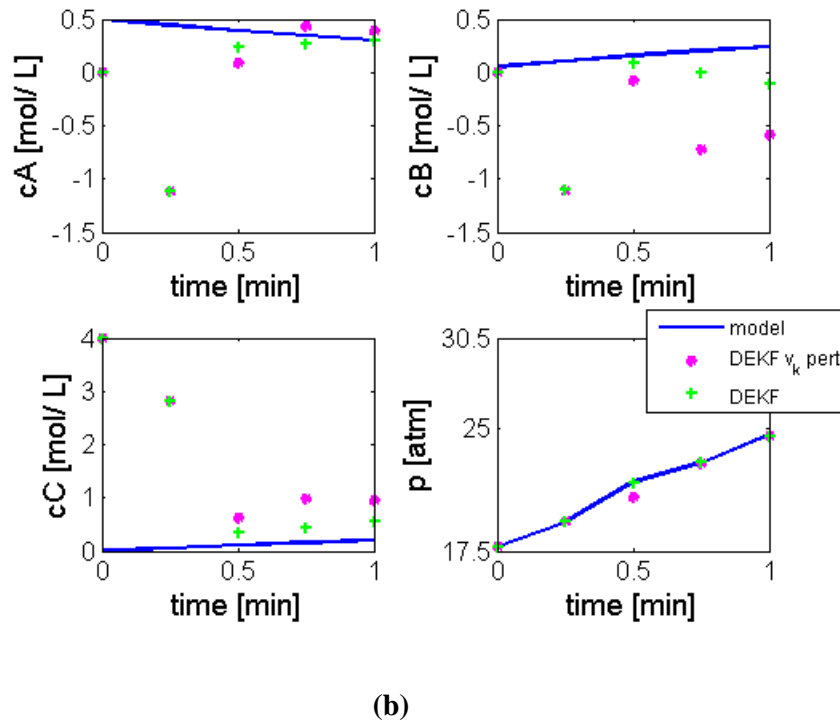 0.5
0
-0.5
-1
-1.5
cA [mol/ L]
0
0.5
1
time [min]
0.5
0
-0.5
-1
-1.5
cB [mol/ L]
0
0.5
1
time [min]
4
3
2
1
0
cC [mol/ L]
0
0.5
1
time [min]
30.5
25
17.5
p [atm]
0
0.5
1
time [min]
model
DEKF v_k pert
DEKF
(b)